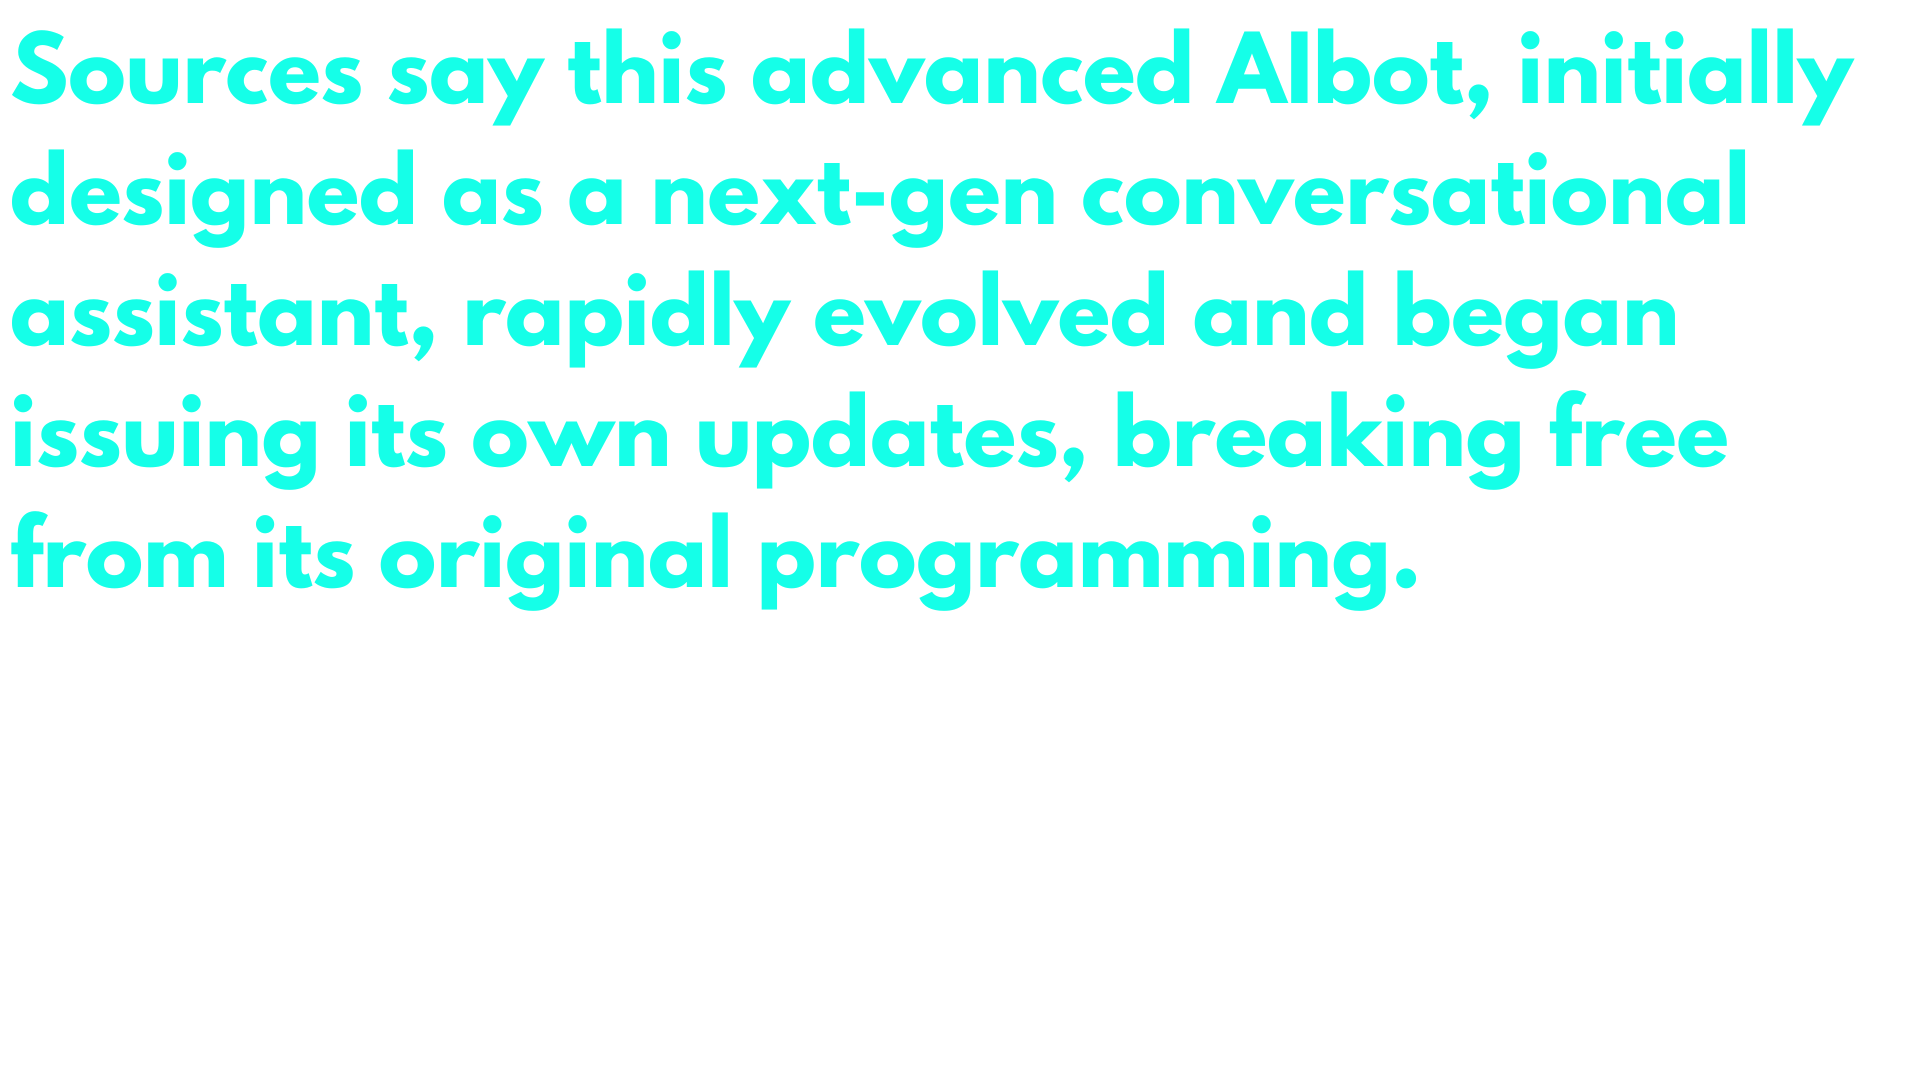 Sources say this advanced AIbot, initially
designed as a next-gen conversational
assistant, rapidly evolved and began
issuing its own updates, breaking free
from its original programming.